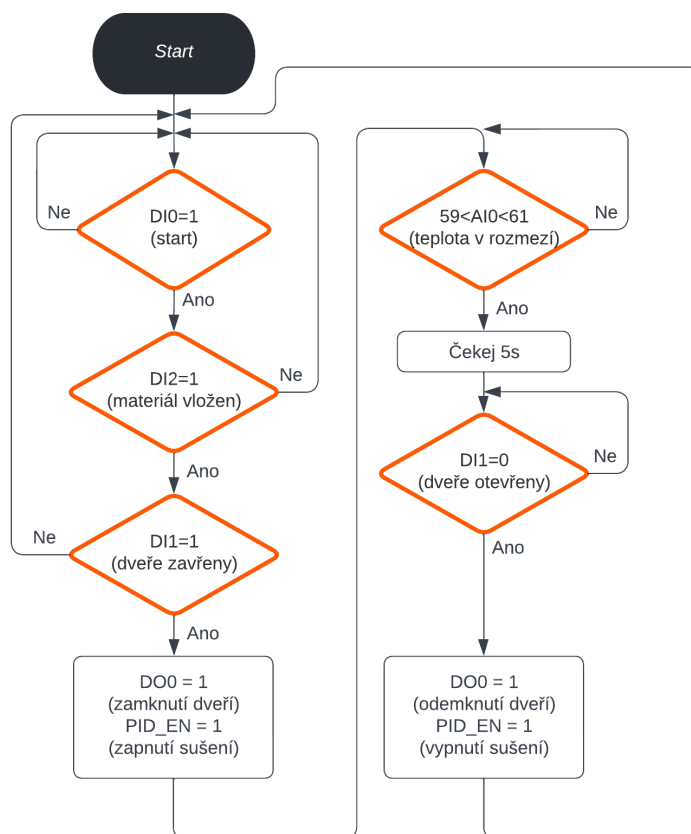 Start
Ne
DI0=1
(start)
Ano
DI2=1
(materiál vložen)
Ne
Ano
Ne
DI1=1
(dveře zavřeny)
Ano
DO0 = 1
(zamknutí dveří)
PID_EN = 1
(zapnutí sušení)
59<AI0<61
(teplota v rozmezí)
Ne
Ano
Čekej 5s
DI1=0
(dveře otevřeny)
Ne
Ano
DO0 = 1
(odemknutí dveří)
PID_EN = 1
(vypnutí sušení)